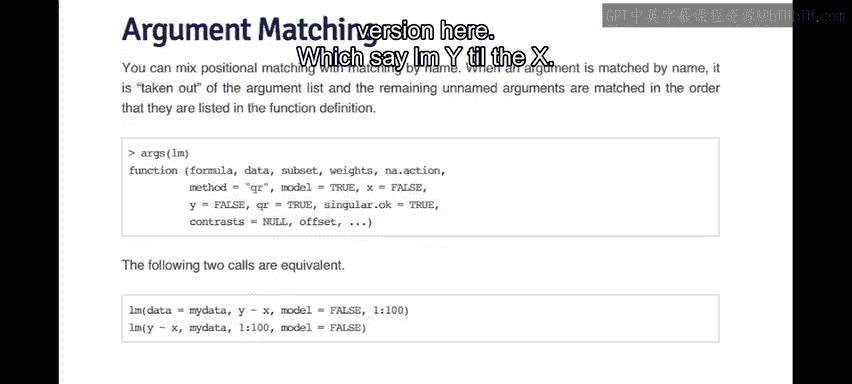 GPT中英字幕课程资源@bilibili.com
Argument Matching
version here.
Which say lm Y til the X.
You can mix positional matching with matching by name. When an argument is matched by name, it
is "taken out" of the argument list and the remaining unnamed arguments are matched in the order
that they are listed in the function definition.
> args(lm)
function (formula, data, subset, weights, na.action,
method = "qr", model = TRUE, x = FALSE,
y = FALSE, qr = TRUE, singular.ok = TRUE,
contrasts = NULL, offset, ...)
The following two calls are equivalent.
lm(data = mydata, y ~ x, model = FALSE, 1:100)
lm(y ~ x, mydata, 1:100, model = FALSE)